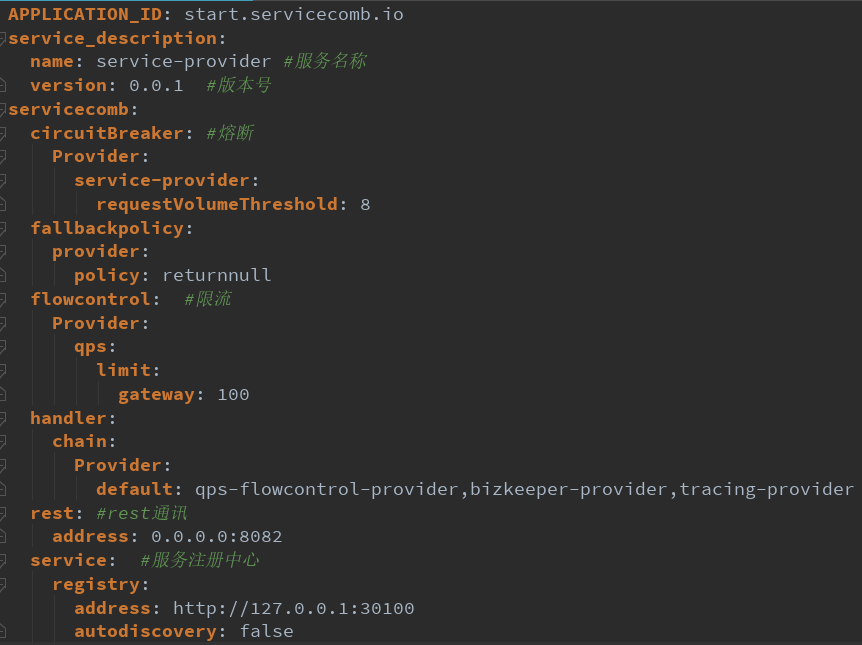 APPLICATION_ID: start.servicecomb.io
service_description:
  name: service-provider #服务名称
  version: 0.0.1  #版本号
servicecomb:
  circuitBreaker: #熔断
    Provider:
      service-provider:
        requestVolumeThreshold: 8
  fallbackpolicy:
    provider:
      policy: returnnull
  flowcontrol:  #限流
    Provider:
      qps:
        limit:
          gateway: 100
  handler:
    chain:
      Provider:
        default: qps-flowcontrol-provider,bizkeeper-provider,tracing-provider
  rest: #rest通讯
    address: 0.0.0.0:8082
  service:  #服务注册中心
    registry:
      address: http://127.0.0.1:30100
      autodiscovery: false